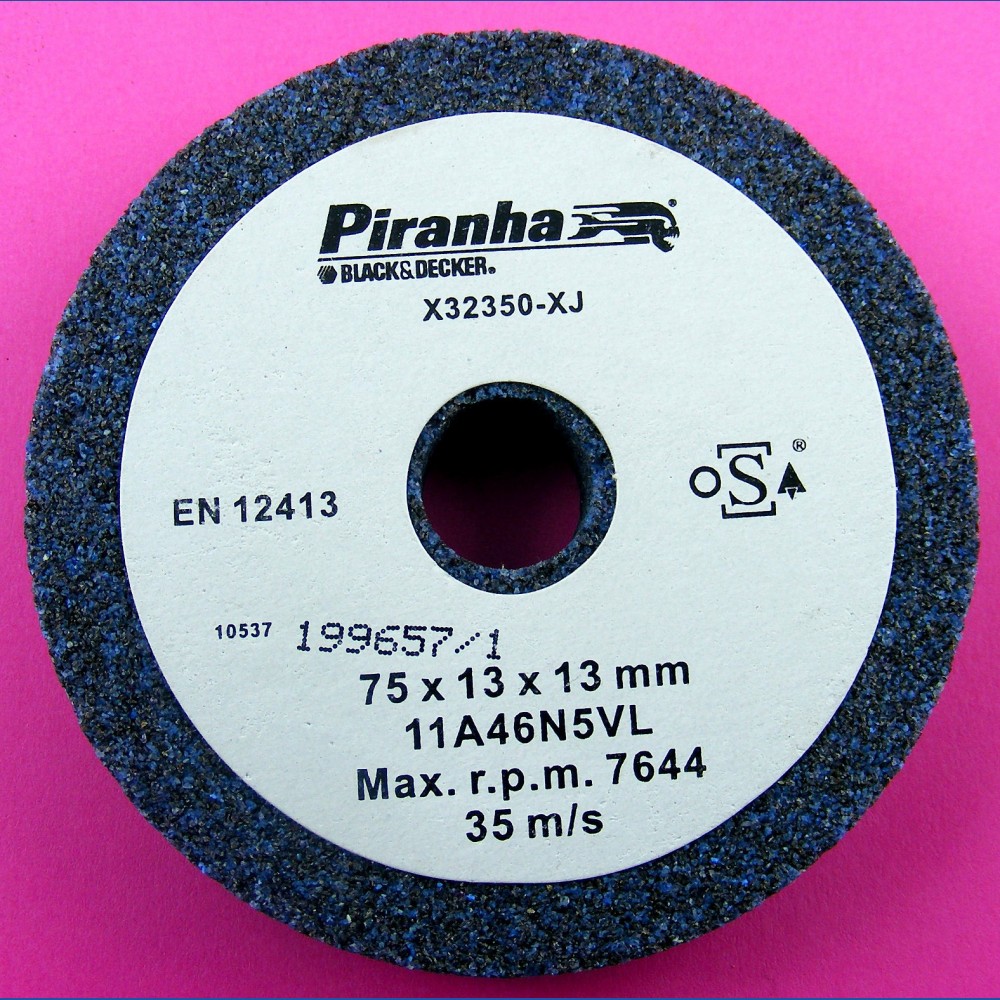 Piranha®
BLACK&DECKER®
X32350-XJ
EN 12413
oSA®
10537 199657/1
75 x 13 x 13 mm
11A46N5VL
Max. r.p.m. 7644
35 m/s